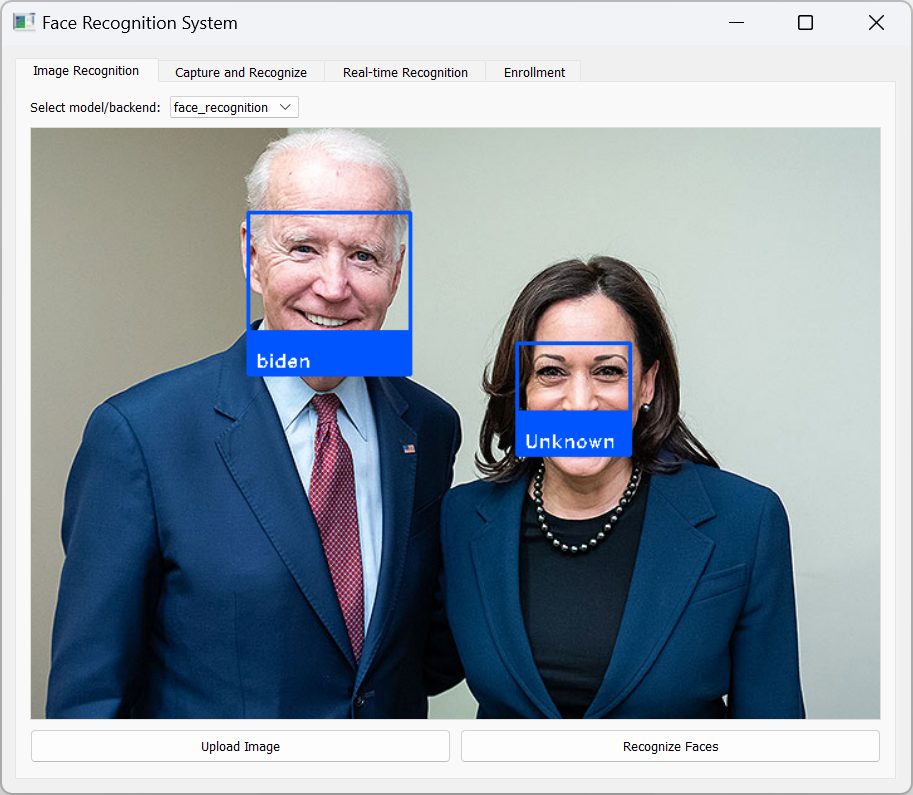 Face Recognition System
Image Recognition
Capture and Recognize
Real-time Recognition
Enrollment
Select model/backend:
face_recognition
biden
Unknown
Upload Image
Recognize Faces